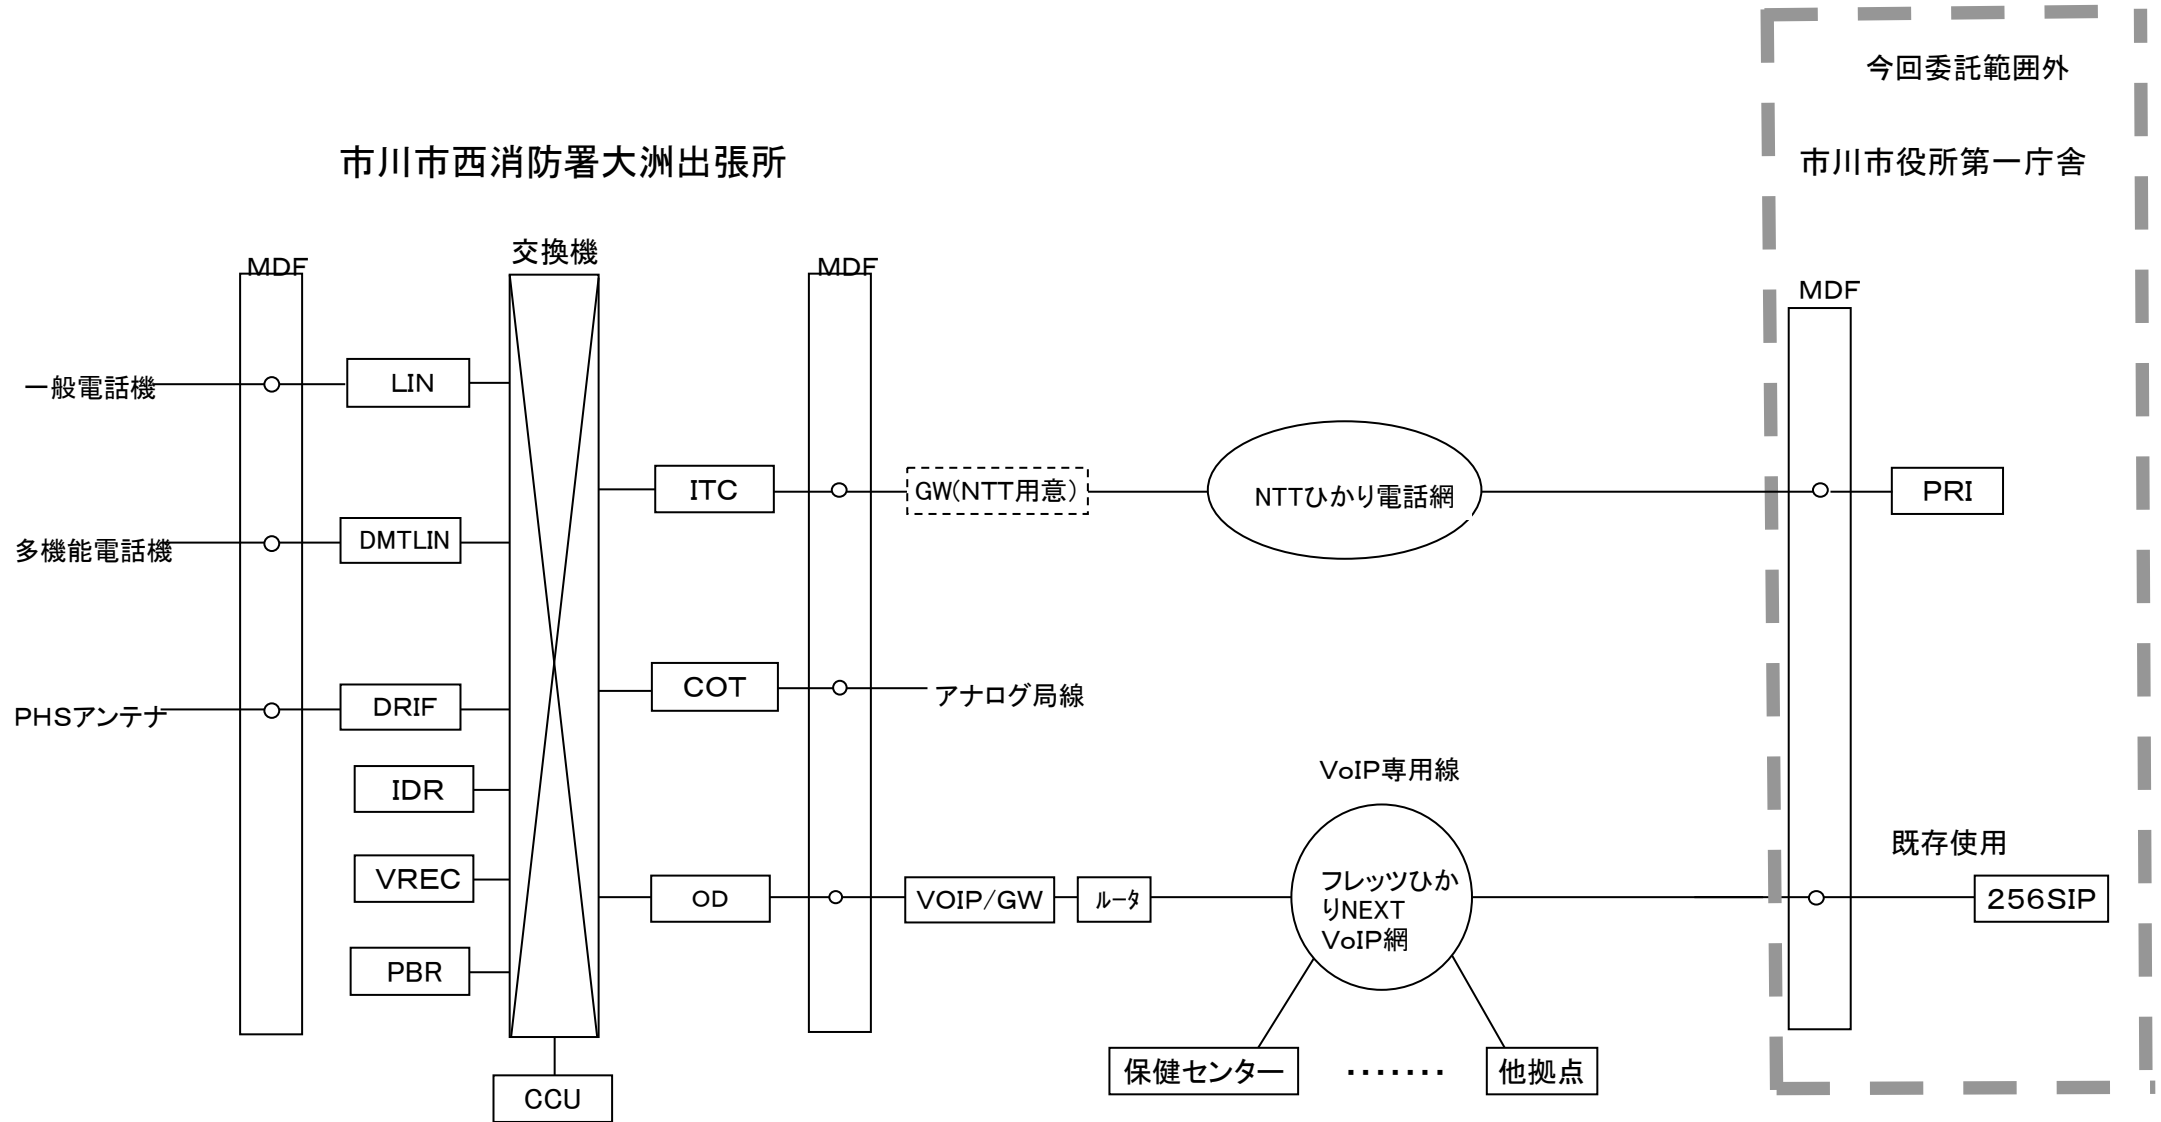 今回委託範囲外
市川市西消防署大洲出張所
市川市役所第一庁舎
交換機
MDF
MDF
MDF
一般電話機
LIN
ITC
GW(NTT用意)
NTTひかり電話網
PRI
多機能電話機
DMTLIN
COT
アナログ局線
PHSアンテナ
DRIF
IDR
VoIP専用線
既存使用
VREC
OD
VOIP/GW
ルータ
フレッツひか
りNEXT
VoIP網
256SIP
PBR
保健センター
・・・・・・・
他拠点
CCU